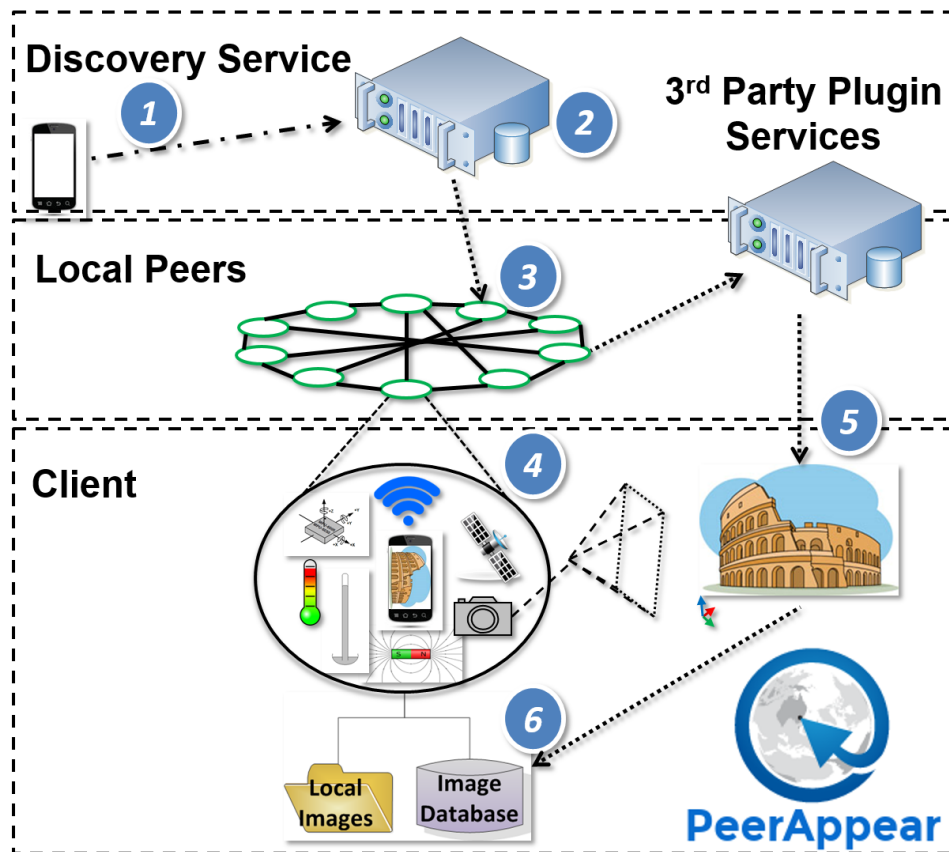 Discovery Service
1
2
3rd Party Plugin
Services
Local Peers
3
Client
4
5
S N
6
Local
Images
Image
Database
PeerAppear